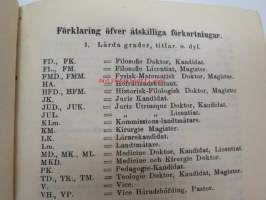 Förklaring öfver åtskilliga förkortningar.
1. Lärda grader, titlar o. dyl.
FD., FK. = Filosofie Doktor, Kandidat.
FL., FM. = Filosofie Licentiat, Magister.
FMD., FMM. = Fysisk-Matematisk Doktor, Magister.
HA. = Hofrättsauskultant.
HFD., HFM. = Historisk-Filologisk Doktor, Magister.
JK. = Juris Kandidat.
JUD., JUK. = Juris Utriusque Doktor, Kandidat.
JUL. = " " Licentiat.
KLm. = Kommissions-landtmätare.
KM. = Kirurgie Magister.
LK. = Lärarekandidat.
Lm. = Landtmätare.
MD., MK., ML. = Medicine Doktor, Kandidat, Licentiat.
MKD. = Medicine och Kirurgie Doktor.
PK. = Pedagogie-Kandidat.
TD., TK., TM. = Teologie Doktor, Kandidat, Magister.
V. = Vice.
VH., VP. = Vice Häradshöfding, Pastor.